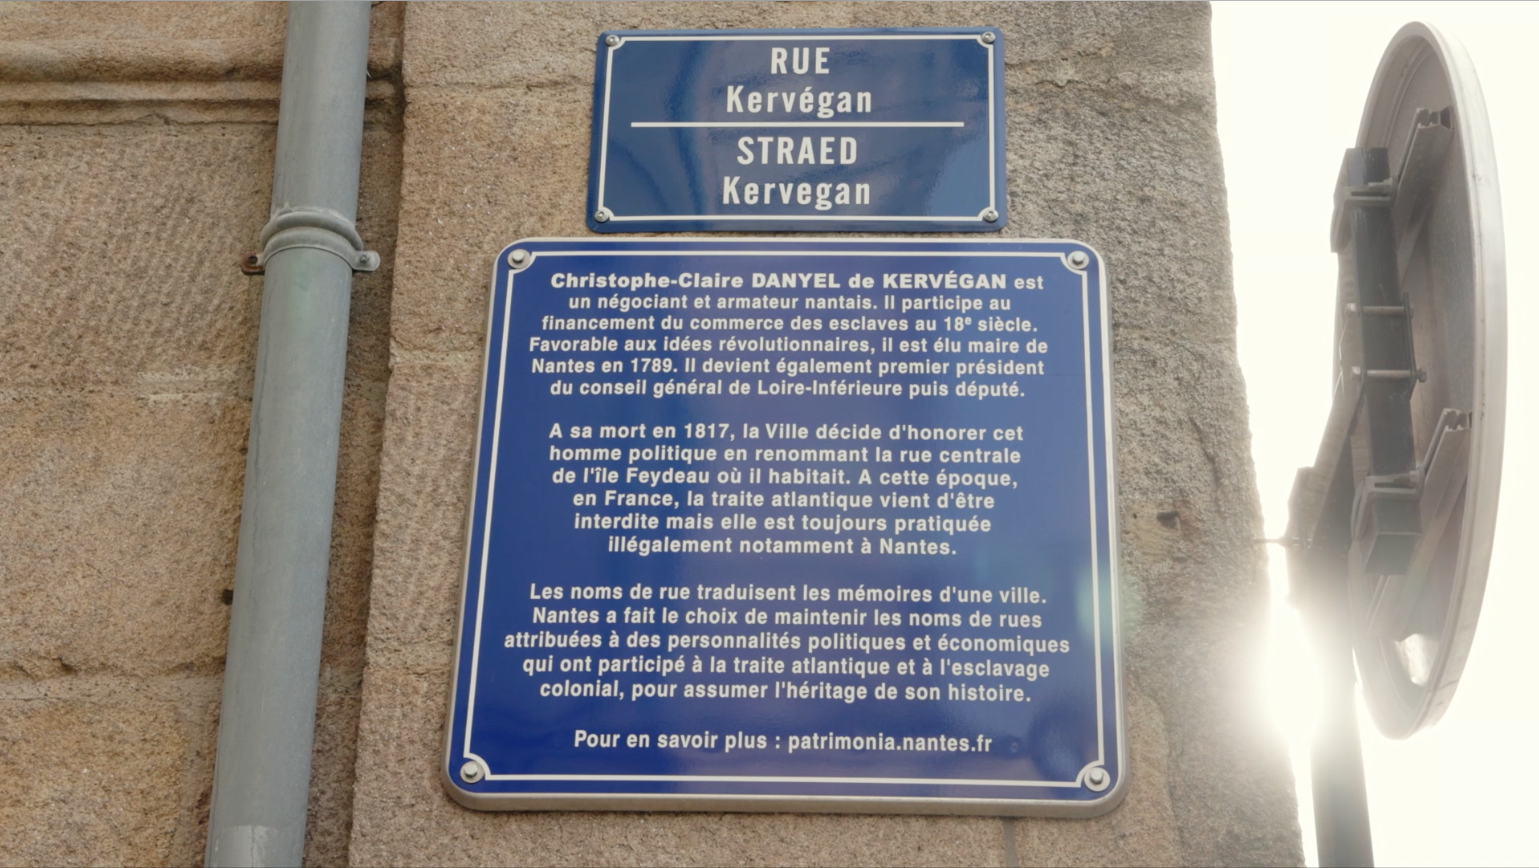 RUE
Kervégan
STRAED
Kervegan
Christophe-Claire DANYEL de KERVÉGAN est
un négociant et armateur nantais. Il participe au
financement du commerce des esclaves au 18e siècle.
Favorable aux idées révolutionnaires, il est élu maire de
Nantes en 1789. Il devient également premier président
du conseil général de Loire-Inférieure puis député.
A sa mort en 1817, la Ville décide d'honorer cet
homme politique en renommant la rue centrale
de l'île Feydeau où il habitait. A cette époque,
en France, la traite atlantique vient d'être
interdite mais elle est toujours pratiquée
illégalement notamment à Nantes.
Les noms de rue traduisent les mémoires d'une ville.
Nantes a fait le choix de maintenir les noms de rues
attribuées à des personnalités politiques et économiques
qui ont participé à la traite atlantique et à l'esclavage
colonial, pour assumer l'héritage de son histoire.
Pour en savoir plus : patrimonia.nantes.fr